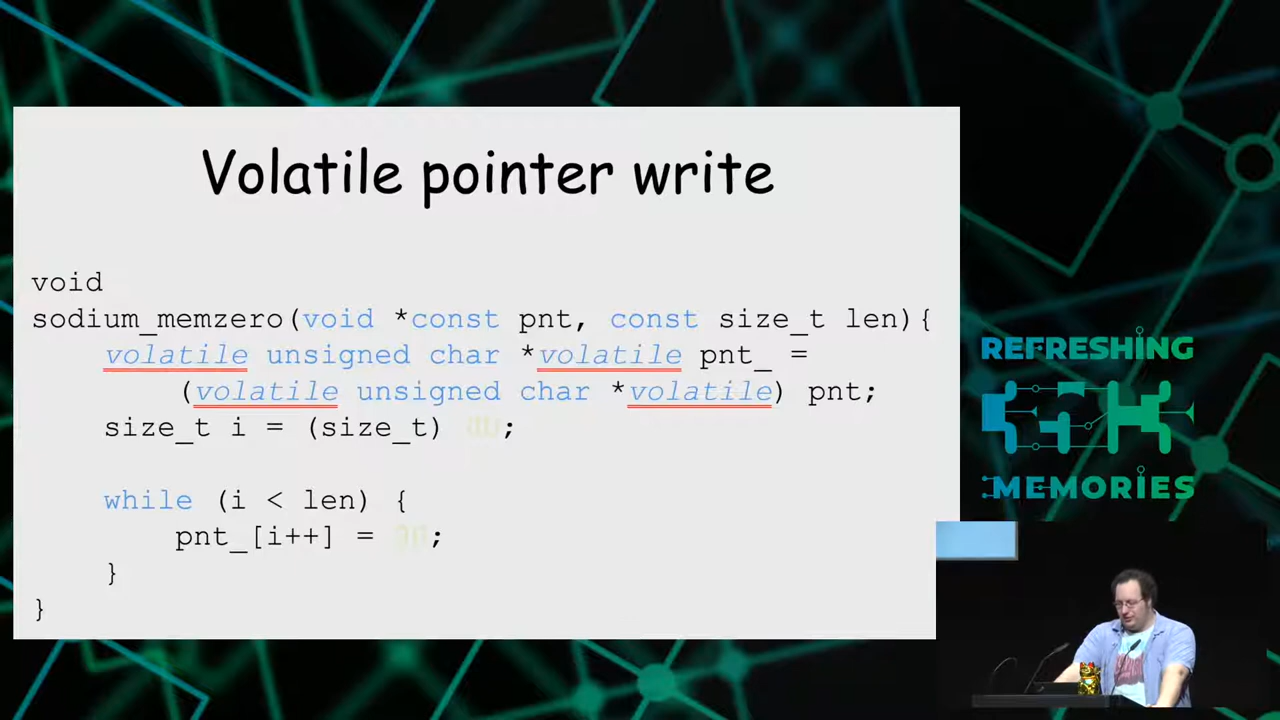 Volatile pointer write
void
sodium_memzero(void *const pnt, const size_t len){
volatile unsigned char *volatile pnt_ =
(volatile unsigned char *volatile) pnt;
size_t i = (size_t) ;
while (i < len) {
pnt_[i++] = ;
}
}
REFRESHING
MEMORIES